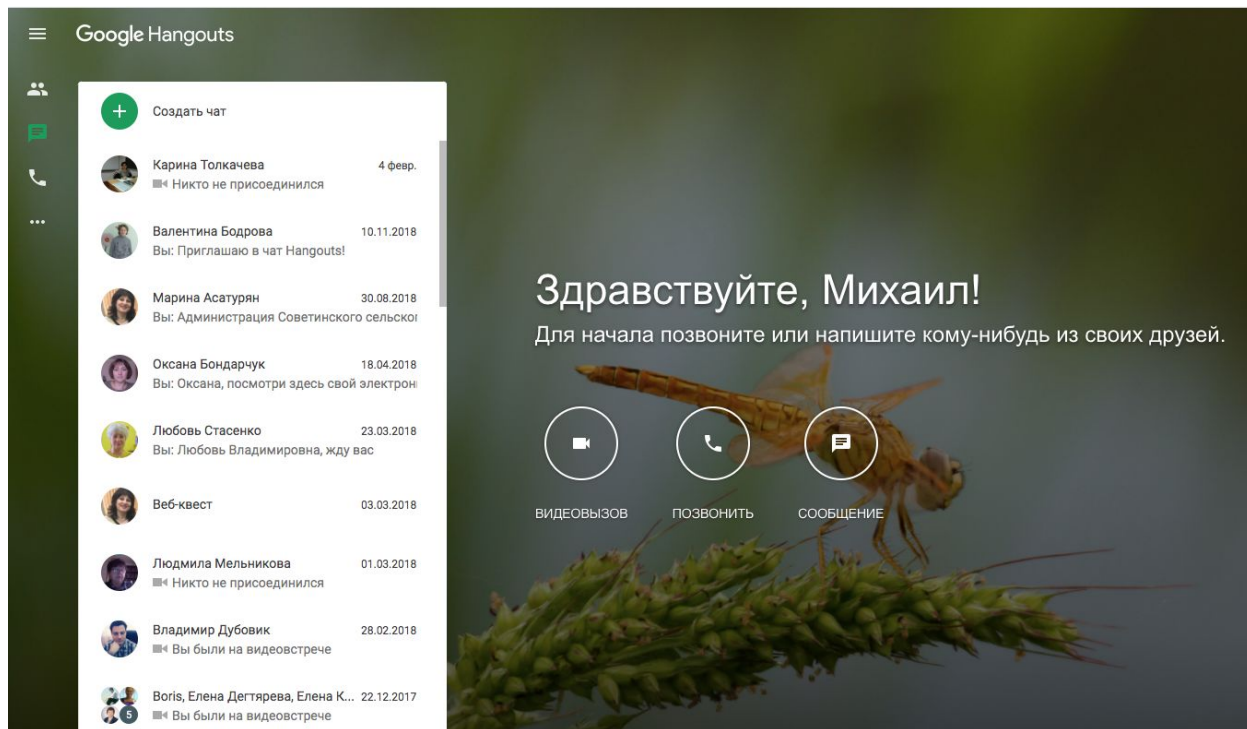 Google Hangouts
Создать чат
Карина Толкачева 4 февр.
Никто не присоединился
Валентина Бодрова 10.11.2018
Вы: Приглашаю в чат Hangouts!
Марина Асатурян 30.08.2018
Вы: Администрация Советинского сельског
Оксана Бондарчук 18.04.2018
Вы: Оксана, посмотри здесь свой электрон
Любовь Стасенко 23.03.2018
Вы: Любовь Владимировна, жду вас
Веб-квест 03.03.2018
Людмила Мельникова 01.03.2018
Никто не присоединился
Владимир Дубовик 28.02.2018
Вы были на видеовстрече
Boris, Елена Дегтярева, Елена К... 22.12.2017
5 Вы были на видеовстрече
Здравствуйте, Михаил!
Для начала позвоните или напишите кому-нибудь из своих друзей.
ВИДЕОВЫЗОВ ПОЗВОНИТЬ СООБЩЕНИЕ